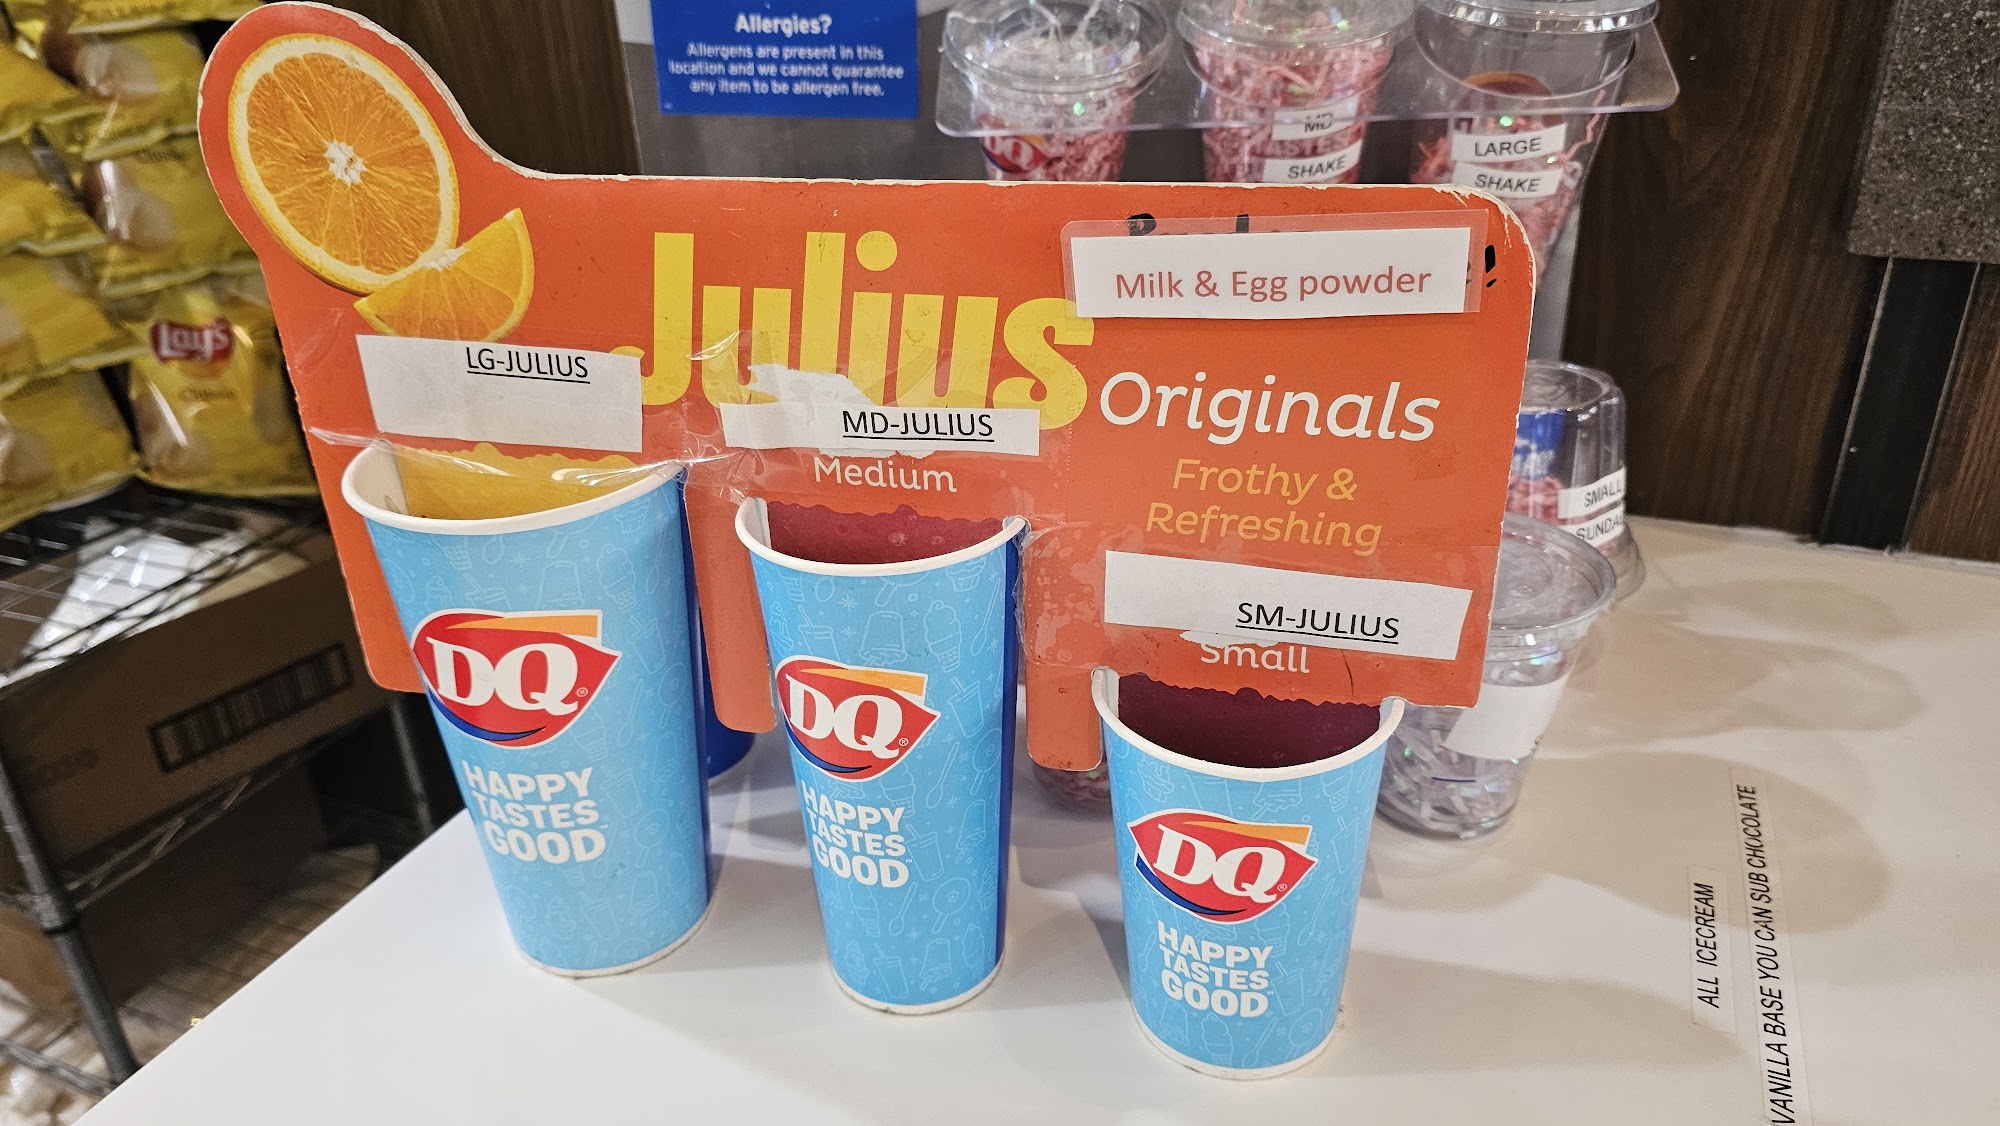 Allergies?
Allergens are present in this
location and we cannot guarantee
any item to be allergen free.
MD
SHAKE
LARGE
SHAKE
Lay's
Classic
Classic
Julius
Originals
Frothy &
Refreshing
Milk & Egg powder
!
LG-JULIUS
MD-JULIUS
Medium
SM-JULIUS
Small
SMALL
DQ
DQ®
HAPPY
TASTES
GOOD
DQ®
HAPPY
TASTES
GOOD
DQ®
HAPPY
TASTES
GOOD
ALL ICECREAM
VANILLA BASE YOU CAN SUB CHOCOLATE